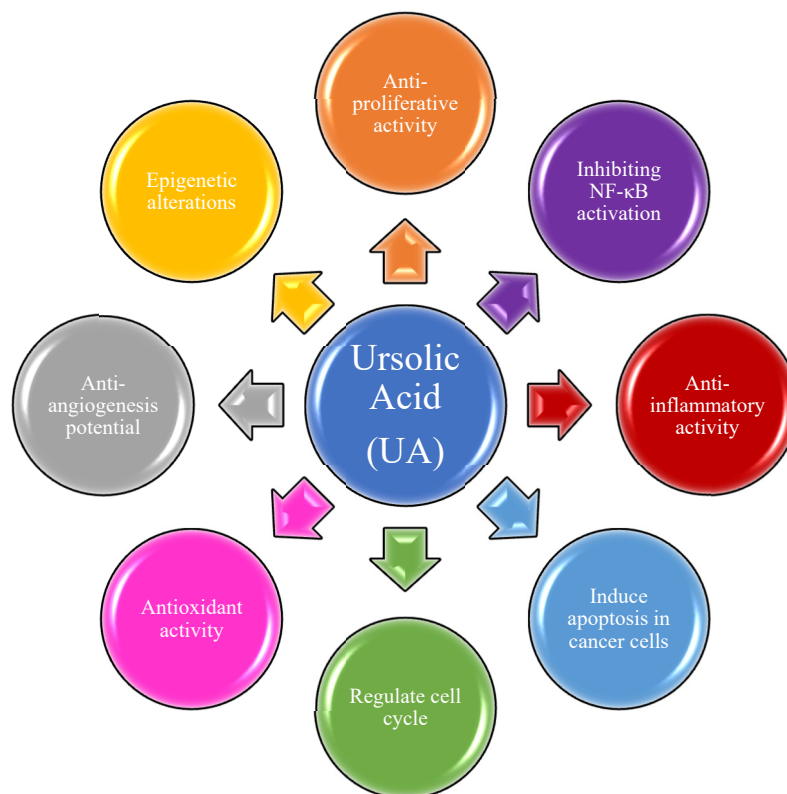 Anti-
proliferative
activity
Inhibiting
NF-κB
activation
Anti-
inflammatory
activity
Induce
apoptosis in
cancer cells
Regulate cell
cycle
Antioxidant
activity
Anti-
angiogenesis
potential
Epigenetic
alterations
Ursolic
Acid
(UA)